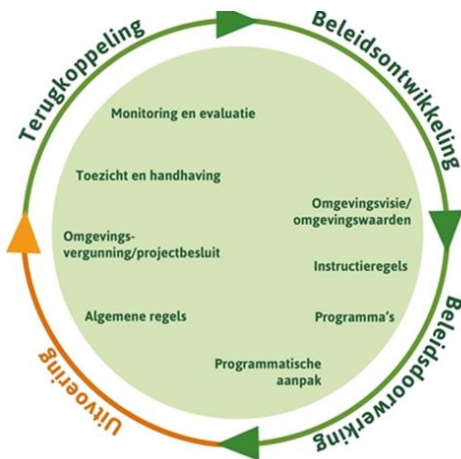 Terugkoppeling
Beleidsontwikkeling
Monitoring en evaluatie
Toezicht en handhaving
Omgevingsvisie/
omgevingswaarden
Omgevings-
vergunning/projectbesluit
Instructieregels
Algemene regels
Programma's
Programmatische
aanpak
Uitvoering
Beleidsdoorwerking